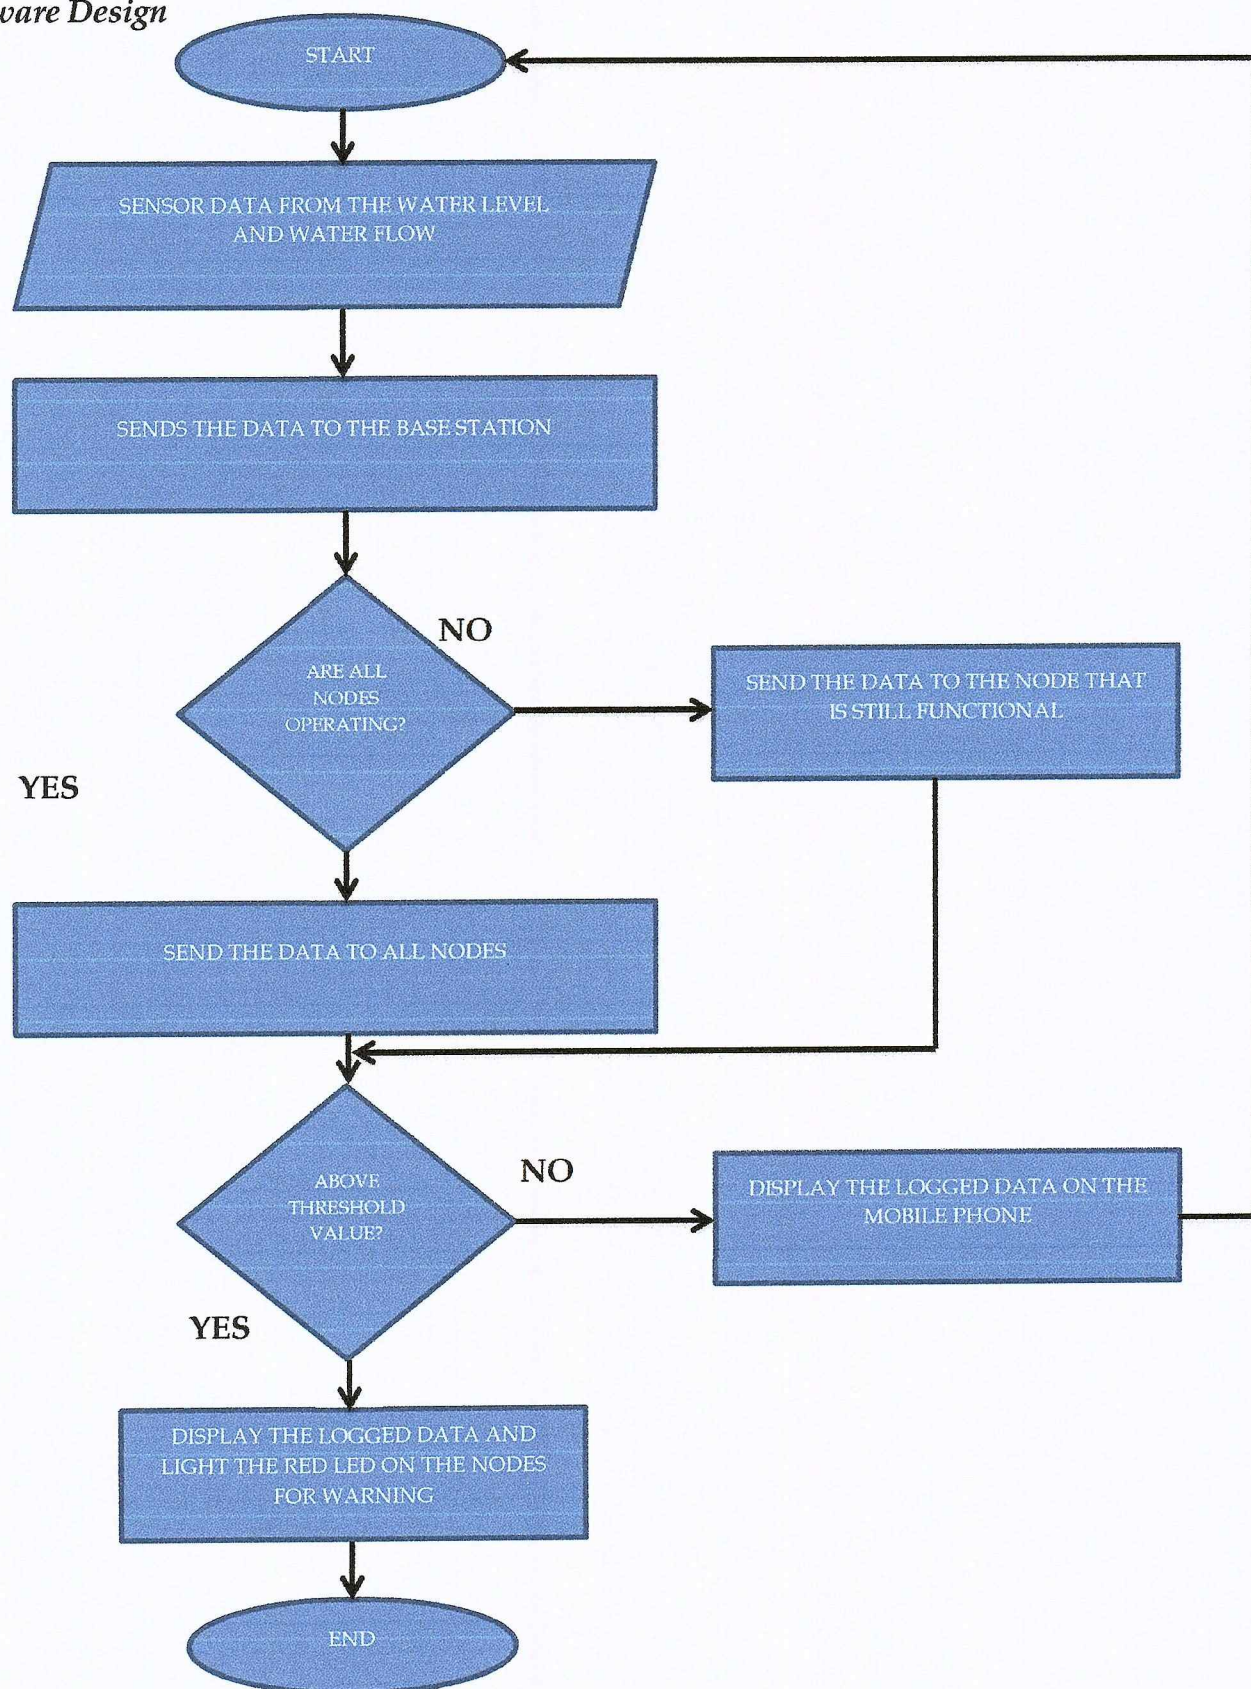 ware Design
START
SENSOR DATA FROM THE WATER LEVEL
AND WATER FLOW
SENDS THE DATA TO THE BASE STATION
NO
ARE ALL
NODES
OPERATING?
SEND THE DATA TO THE NODE THAT
IS STILL FUNCTIONAL
YES
SEND THE DATA TO ALL NODES
ABOVE
THRESHOLD
VALUE?
NO
DISPLAY THE LOGGED DATA ON THE
MOBILE PHONE
YES
DISPLAY THE LOGGED DATA AND
LIGHT THE RED LED ON THE NODES
FOR WARNING
END